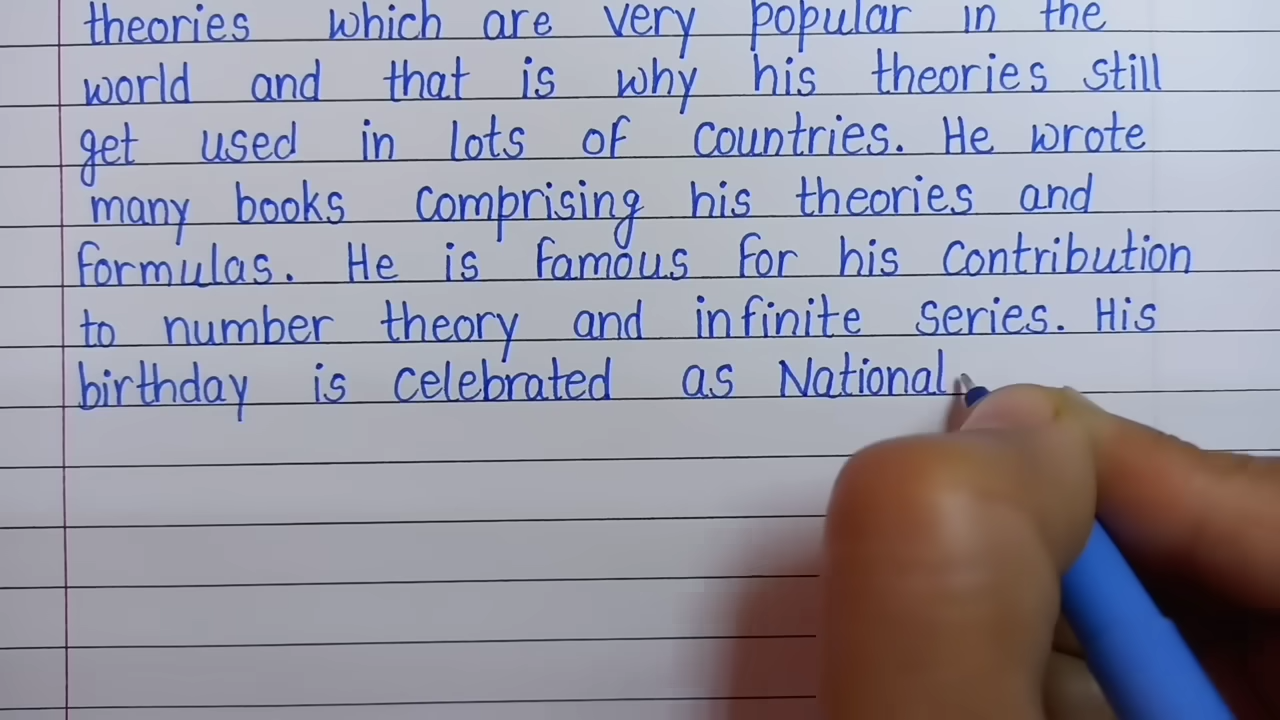 theories which are very popular in the
world and that is why his theories still
get used in lots of countries. He wrote
many books comprising his theories and
formulas. He is famous for his contribution
to number theory and infinite series. His
birthday is celebrated as National